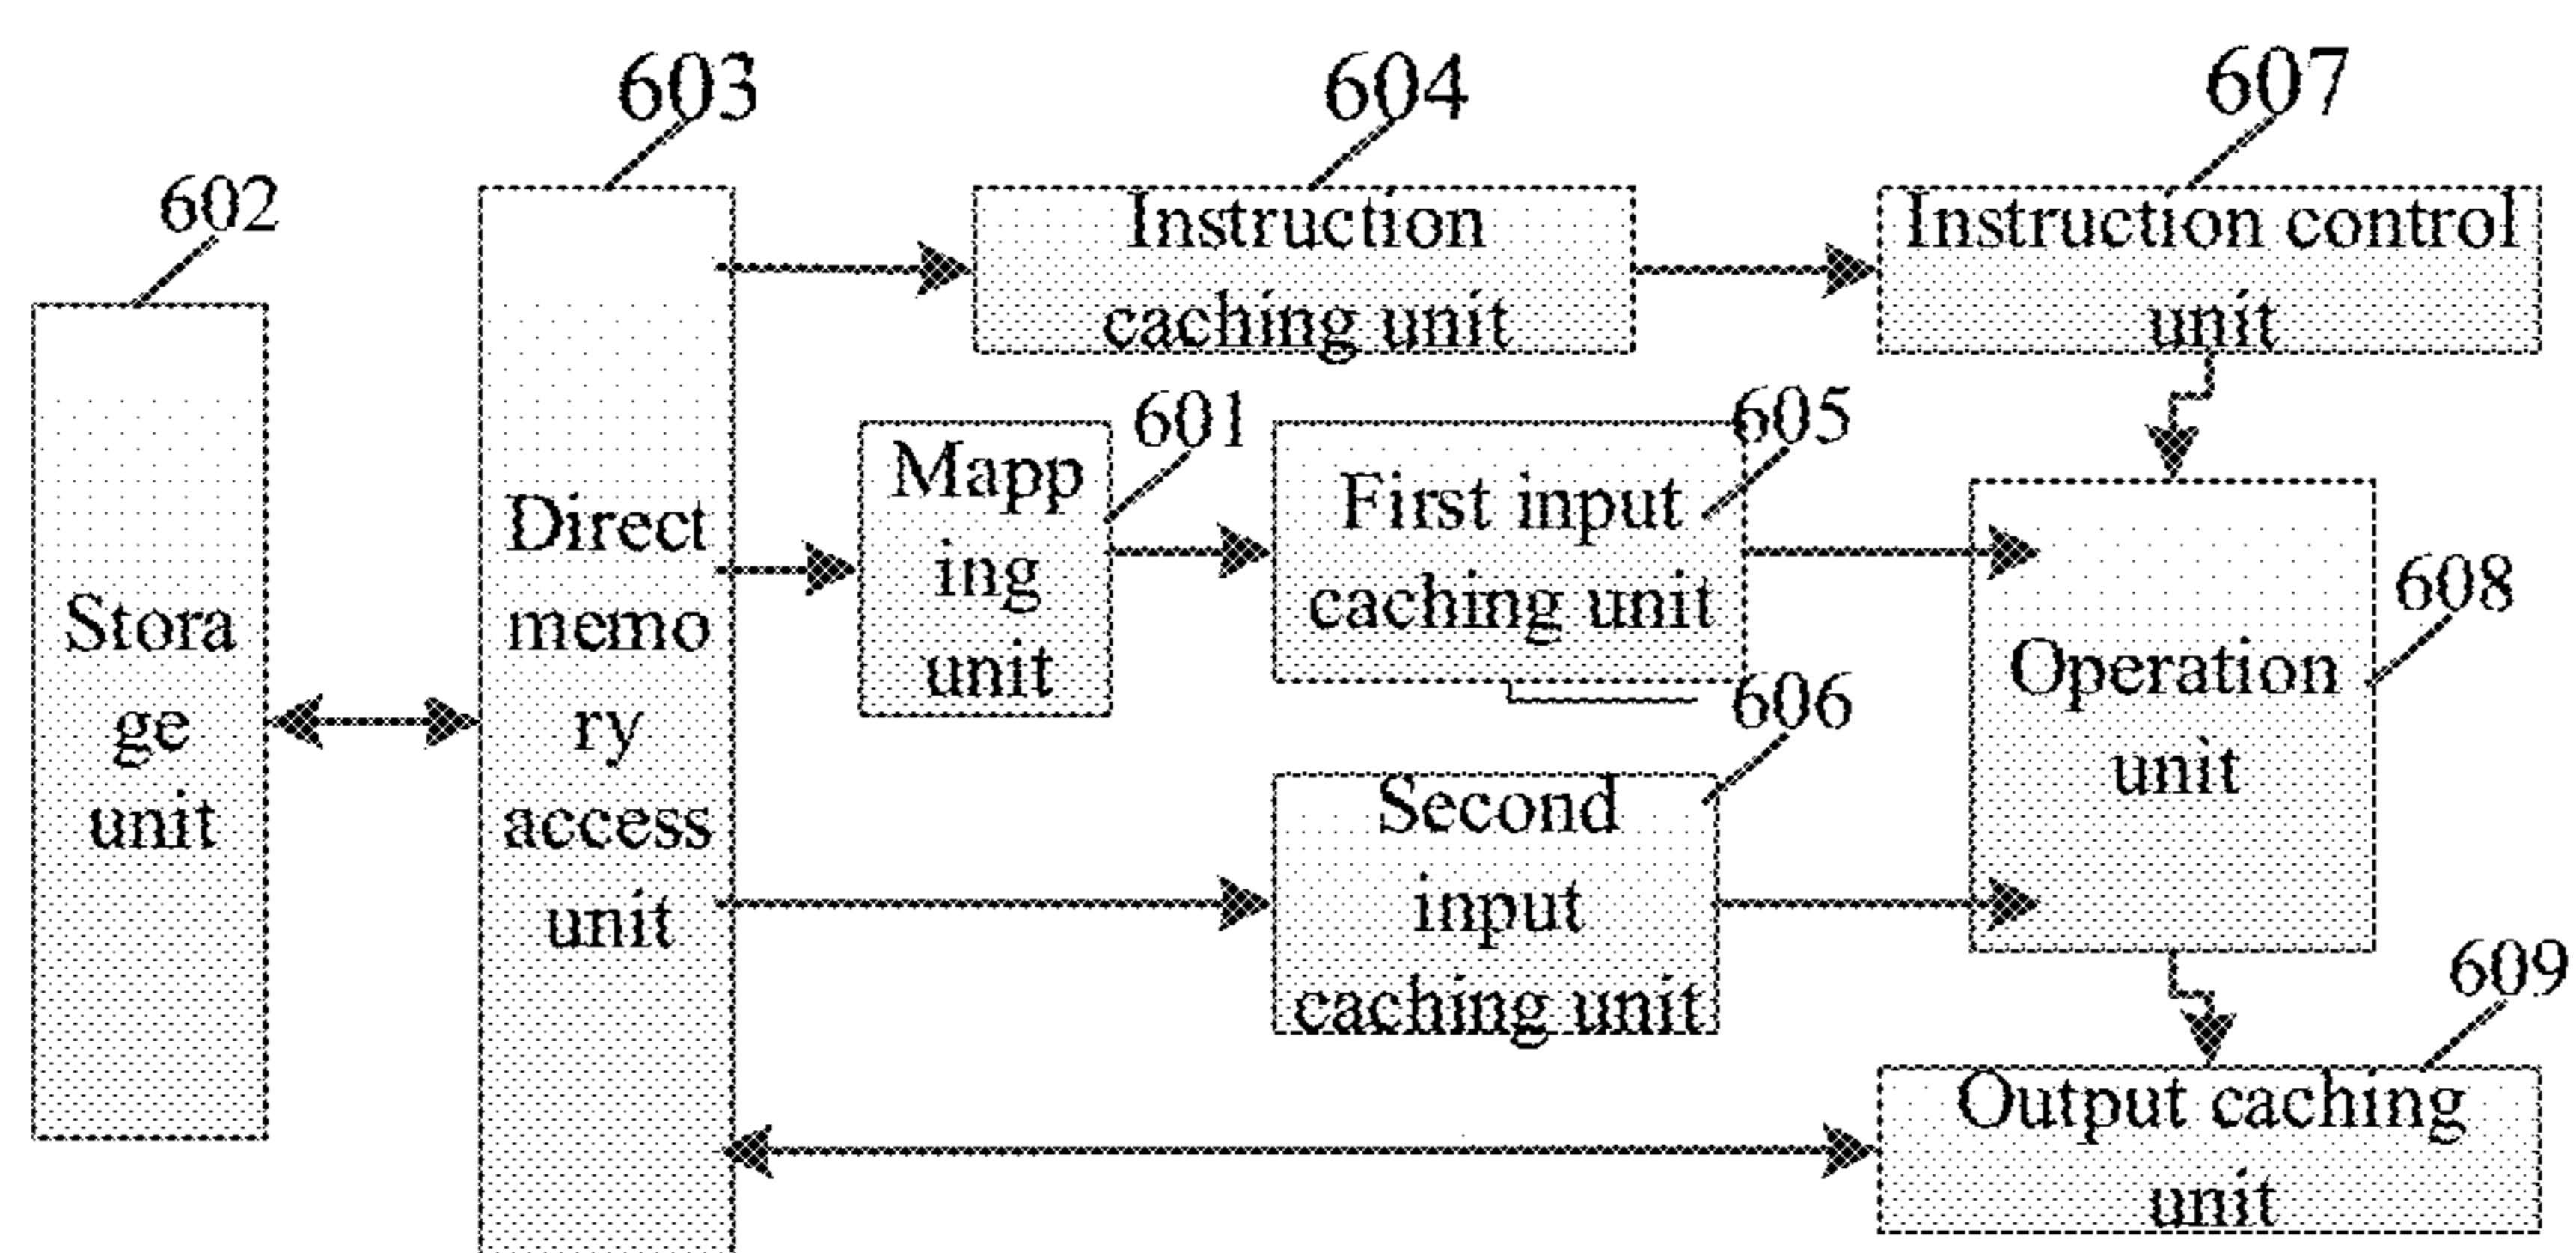 603
604
607
602
Instruction
caching unit
Instruction control
unit
601
605
Mapp
ing
unit
First input
caching unit
Direct
memo
ry
access
unit
Stora
ge
unit
608
Operation
unit
606
Second
input
caching unit
609
Output caching
unit